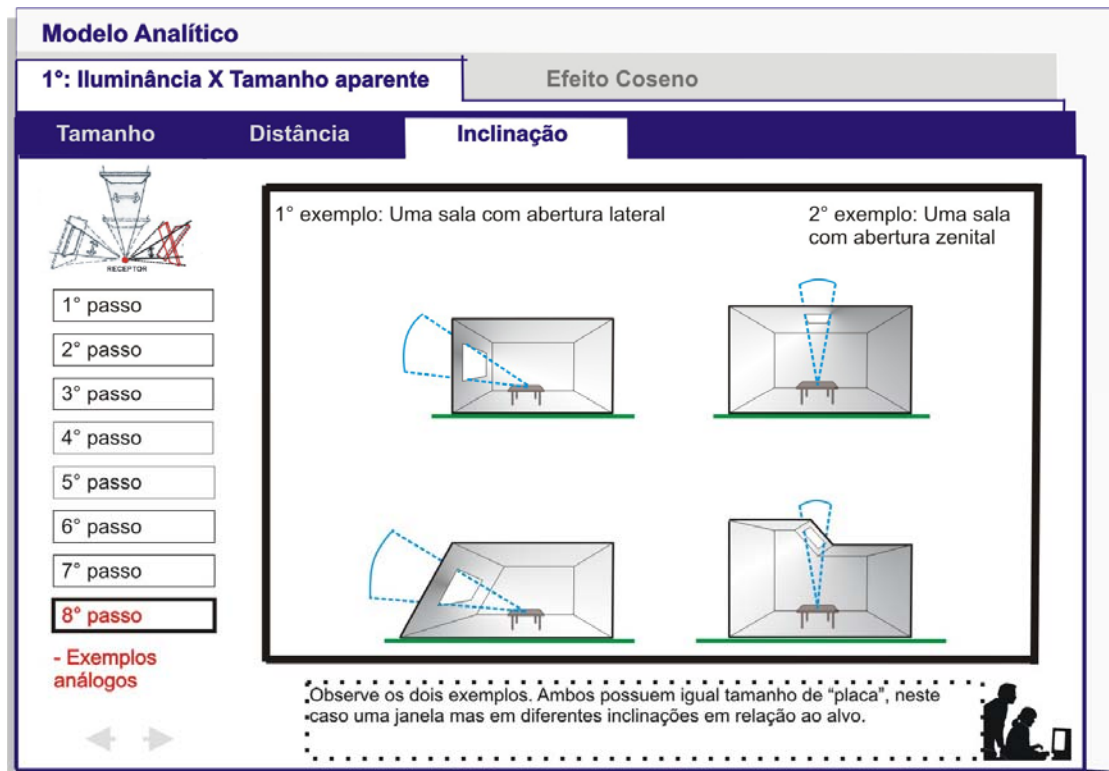 Modelo Analítico
1°: Iluminância X Tamanho aparente
Efeito Coseno
Tamanho
Distância
Inclinação
RECEPTOR
1° passo
2° passo
3° passo
4° passo
5° passo
6° passo
7° passo
8° passo
- Exemplos
análogos
1° exemplo: Uma sala com abertura lateral
2° exemplo: Uma sala
com abertura zenital
Observe os dois exemplos. Ambos possuem igual tamanho de “placa”, neste
caso uma janela mas em diferentes inclinações em relação ao alvo.